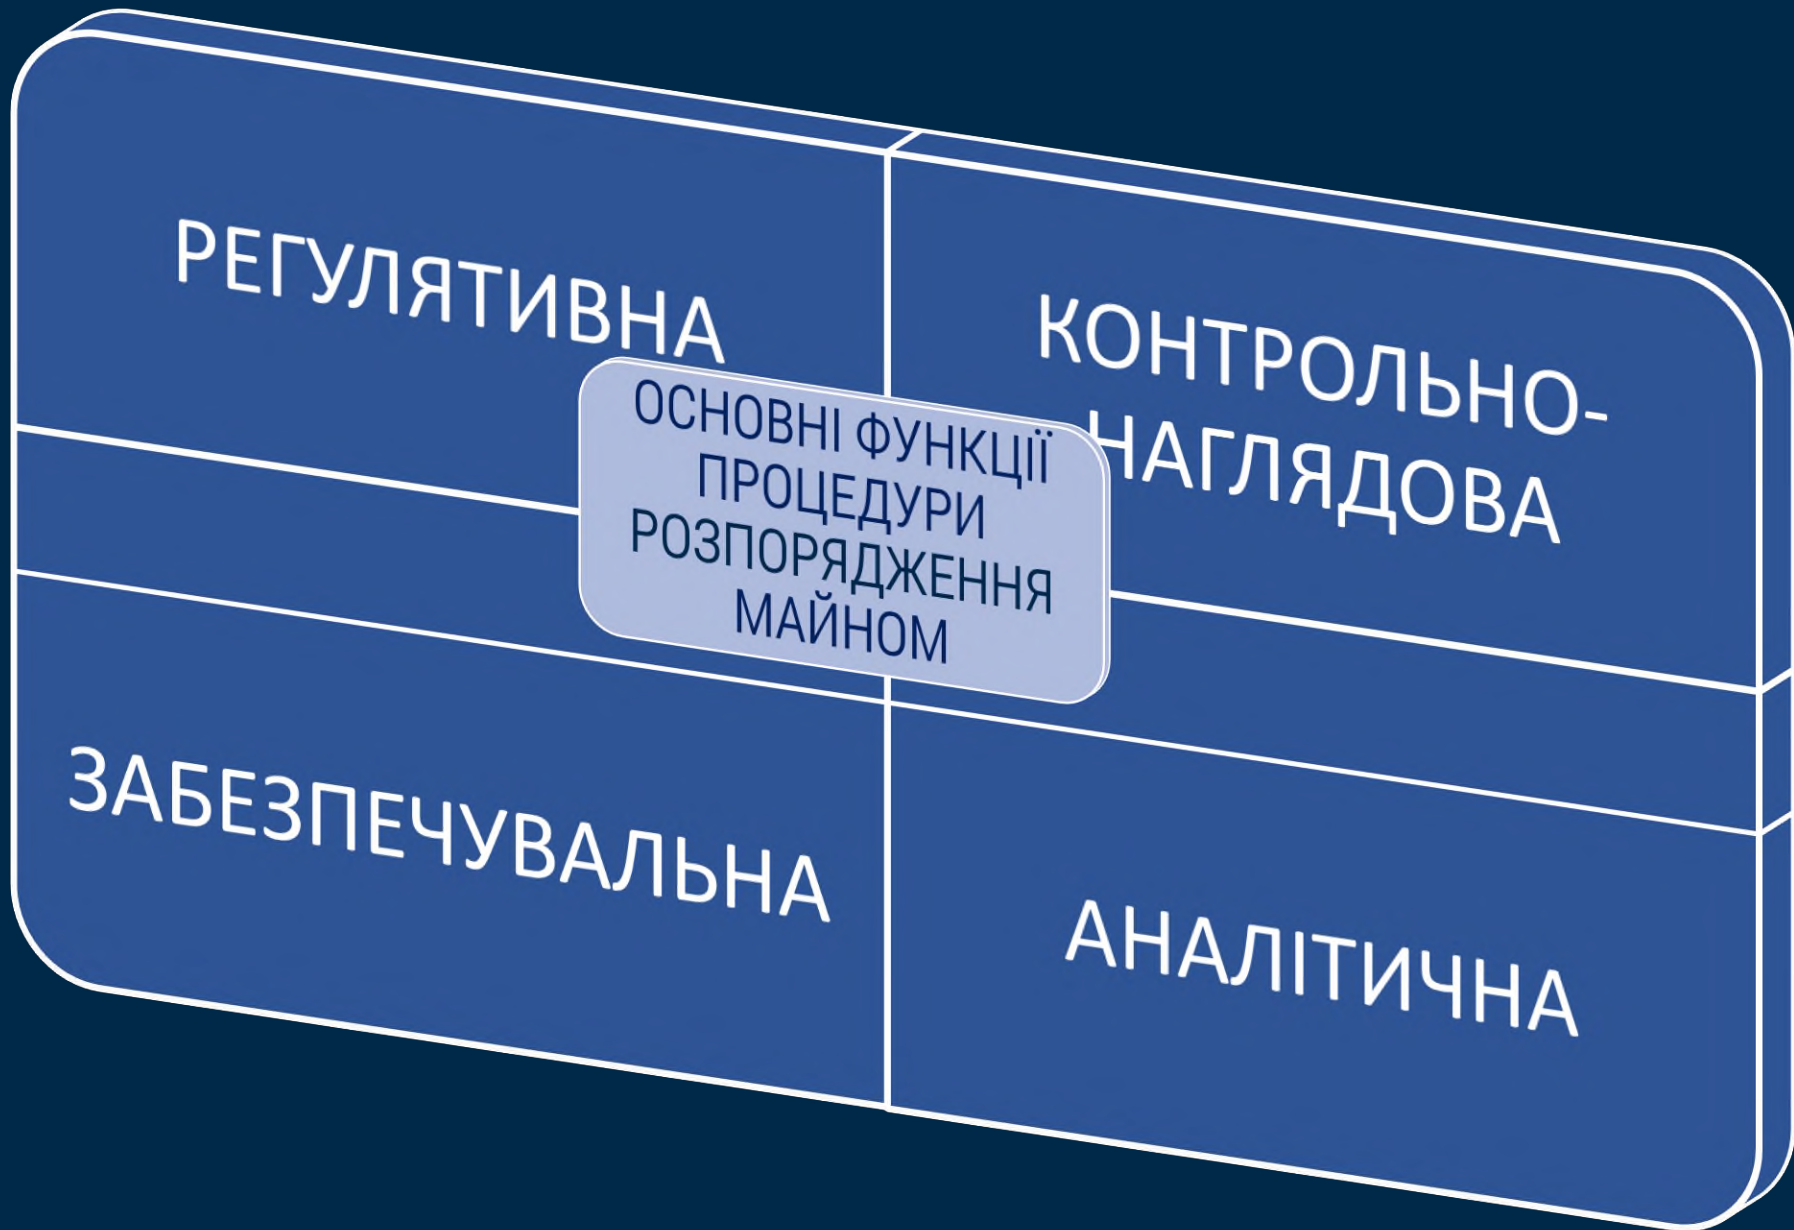 РЕГУЛЯТИВНА
КОНТРОЛЬНО-
НАГЛЯДОВА
ОСНОВНІ ФУНКЦІЇ
ПРОЦЕДУРИ
РОЗПОРЯДЖЕННЯ
МАЙНОМ
ЗАБЕЗПЕЧУВАЛЬНА
АНАЛІТИЧНА